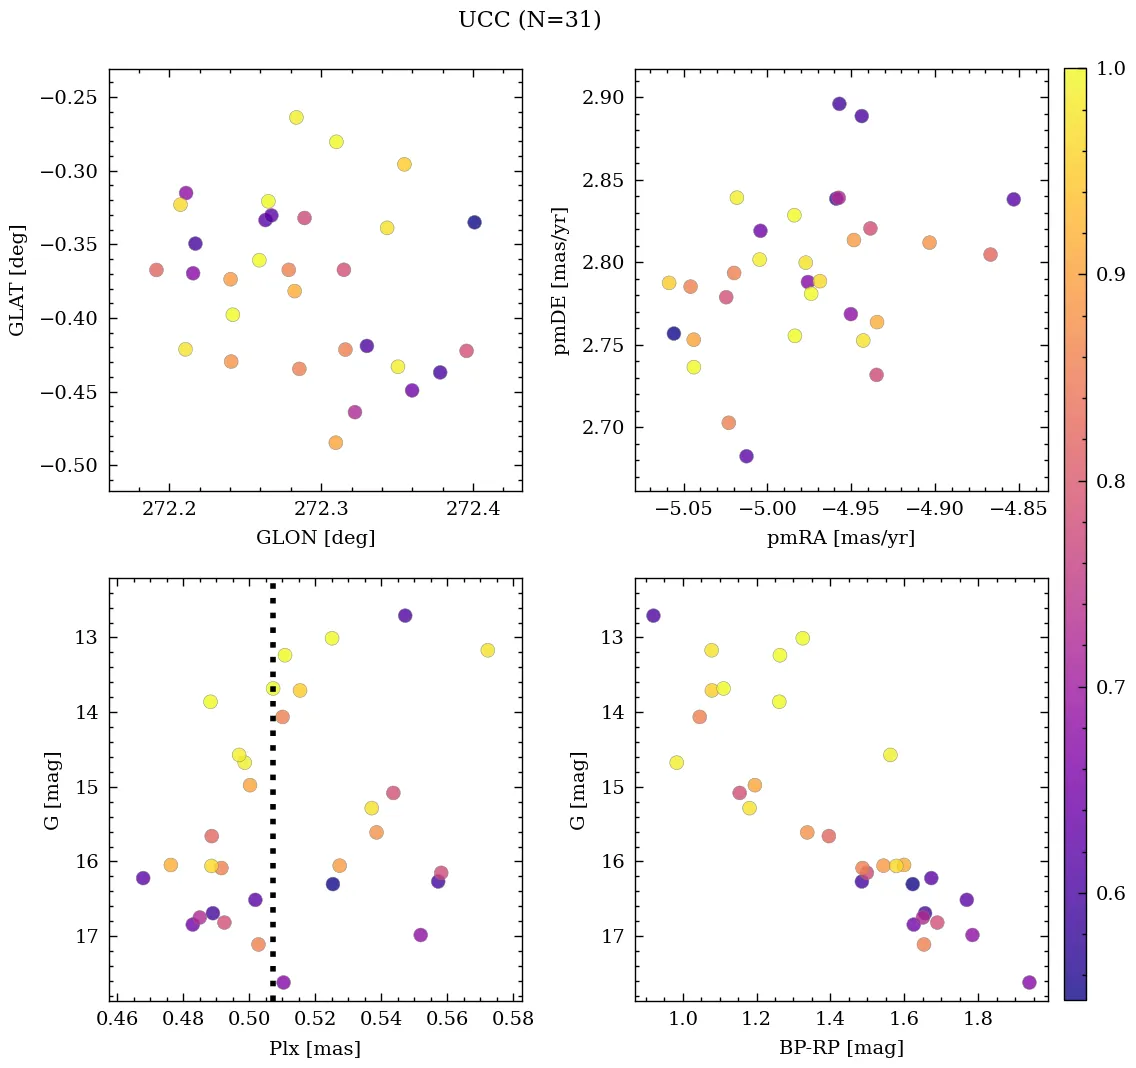 UCC (N=31)
−0.25
−0.30
−0.35
−0.40
−0.45
−0.50
GLAT [deg]
272.2 272.3 272.4
GLON [deg]
2.90
2.85
2.80
2.75
2.70
pmDE [mas/yr]
−5.05 −5.00 −4.95 −4.90 −4.85
pmRA [mas/yr]
13
14
15
16
17
G [mag]
0.46 0.48 0.50 0.52 0.54 0.56 0.58
Plx [mas]
13
14
15
16
17
G [mag]
1.0 1.2 1.4 1.6 1.8
BP-RP [mag]
1.0
0.9
0.8
0.7
0.6